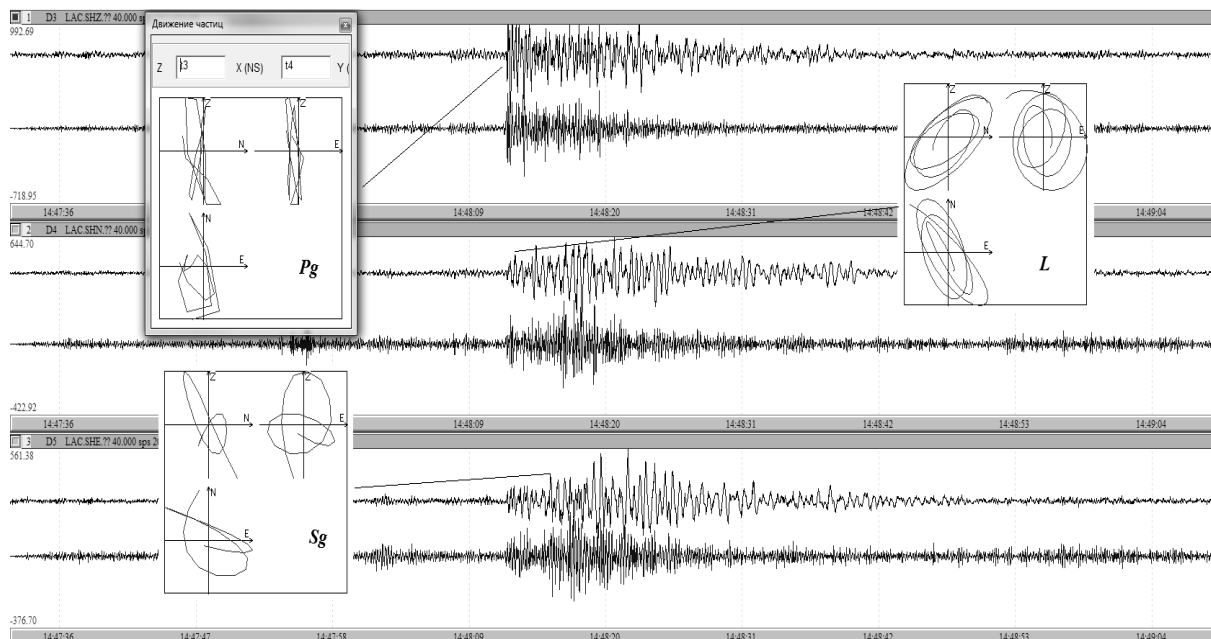 1 D3 LAC.SHZ.?? 40.000 sp
992.69
-718.95
Движение частиц
Z t3 X (NS) t4 Y (
Z
N
Z
E
N
E
Pg
14:47:36 14:48:09 14:48:20 14:48:31 14:48:42 14:49:04
2 D4 LAC.SHN.?? 40.000 sp
644.70
-422.92
Z
N
Z
E
N
E
L
14:47:36 14:48:09 14:48:20 14:48:31 14:48:42 14:48:53 14:49:04
3 D5 LAC.SHE.?? 40.000 sps 2
561.38
-376.70
Z
N
Z
E
N
E
Sg
14:47:36 14:47:47 14:47:58 14:48:09 14:48:20 14:48:31 14:48:42 14:48:53 14:49:04